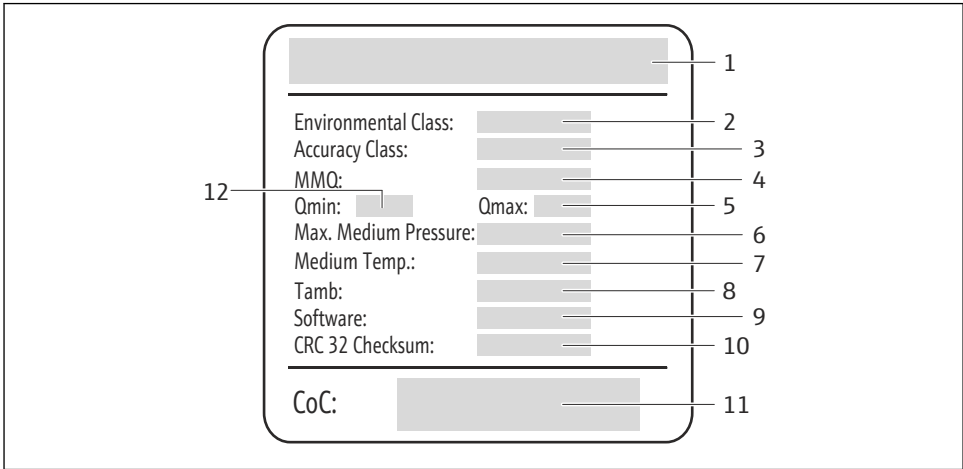 1
Environmental Class: 2
Accuracy Class: 3
MMQ: 4
12 Qmin: Qmax: 5
Max. Medium Pressure: 6
Medium Temp.: 7
Tamb: 8
Software: 9
CRC 32 Checksum: 10
CoC: 11